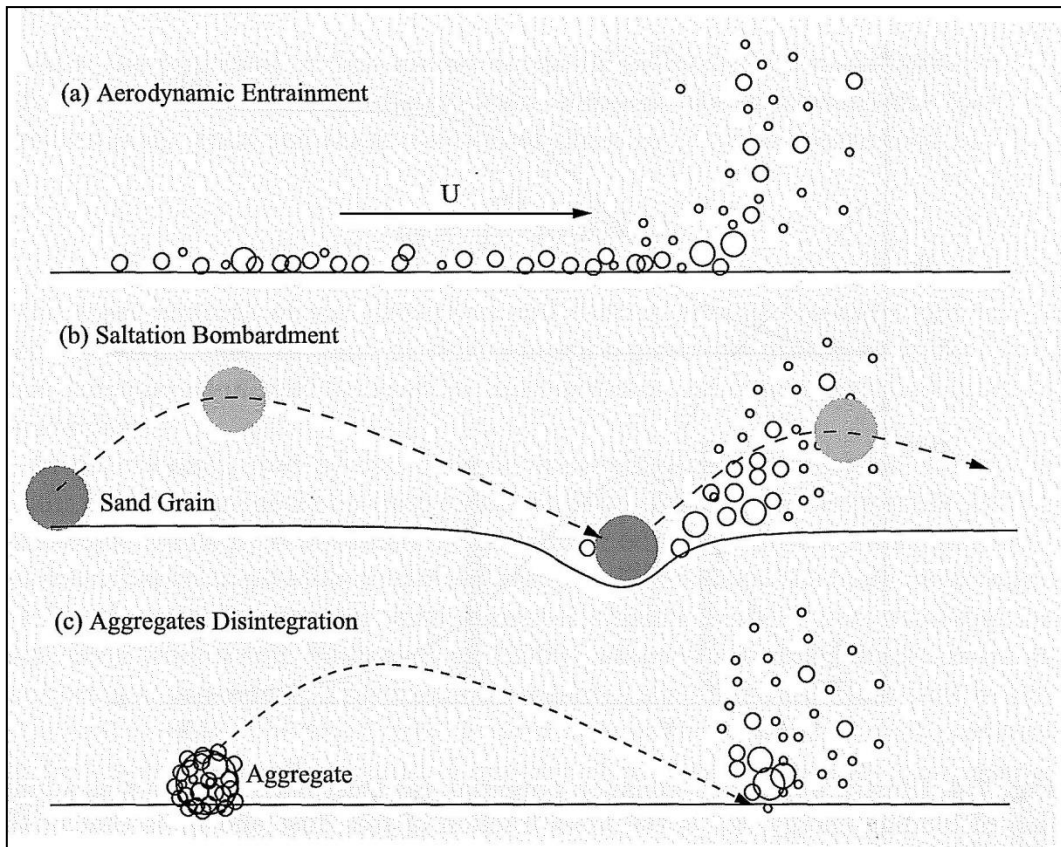 (a) Aerodynamic Entrainment
U
(b) Saltation Bombardment
Sand Grain
(c) Aggregates Disintegration
Aggregate